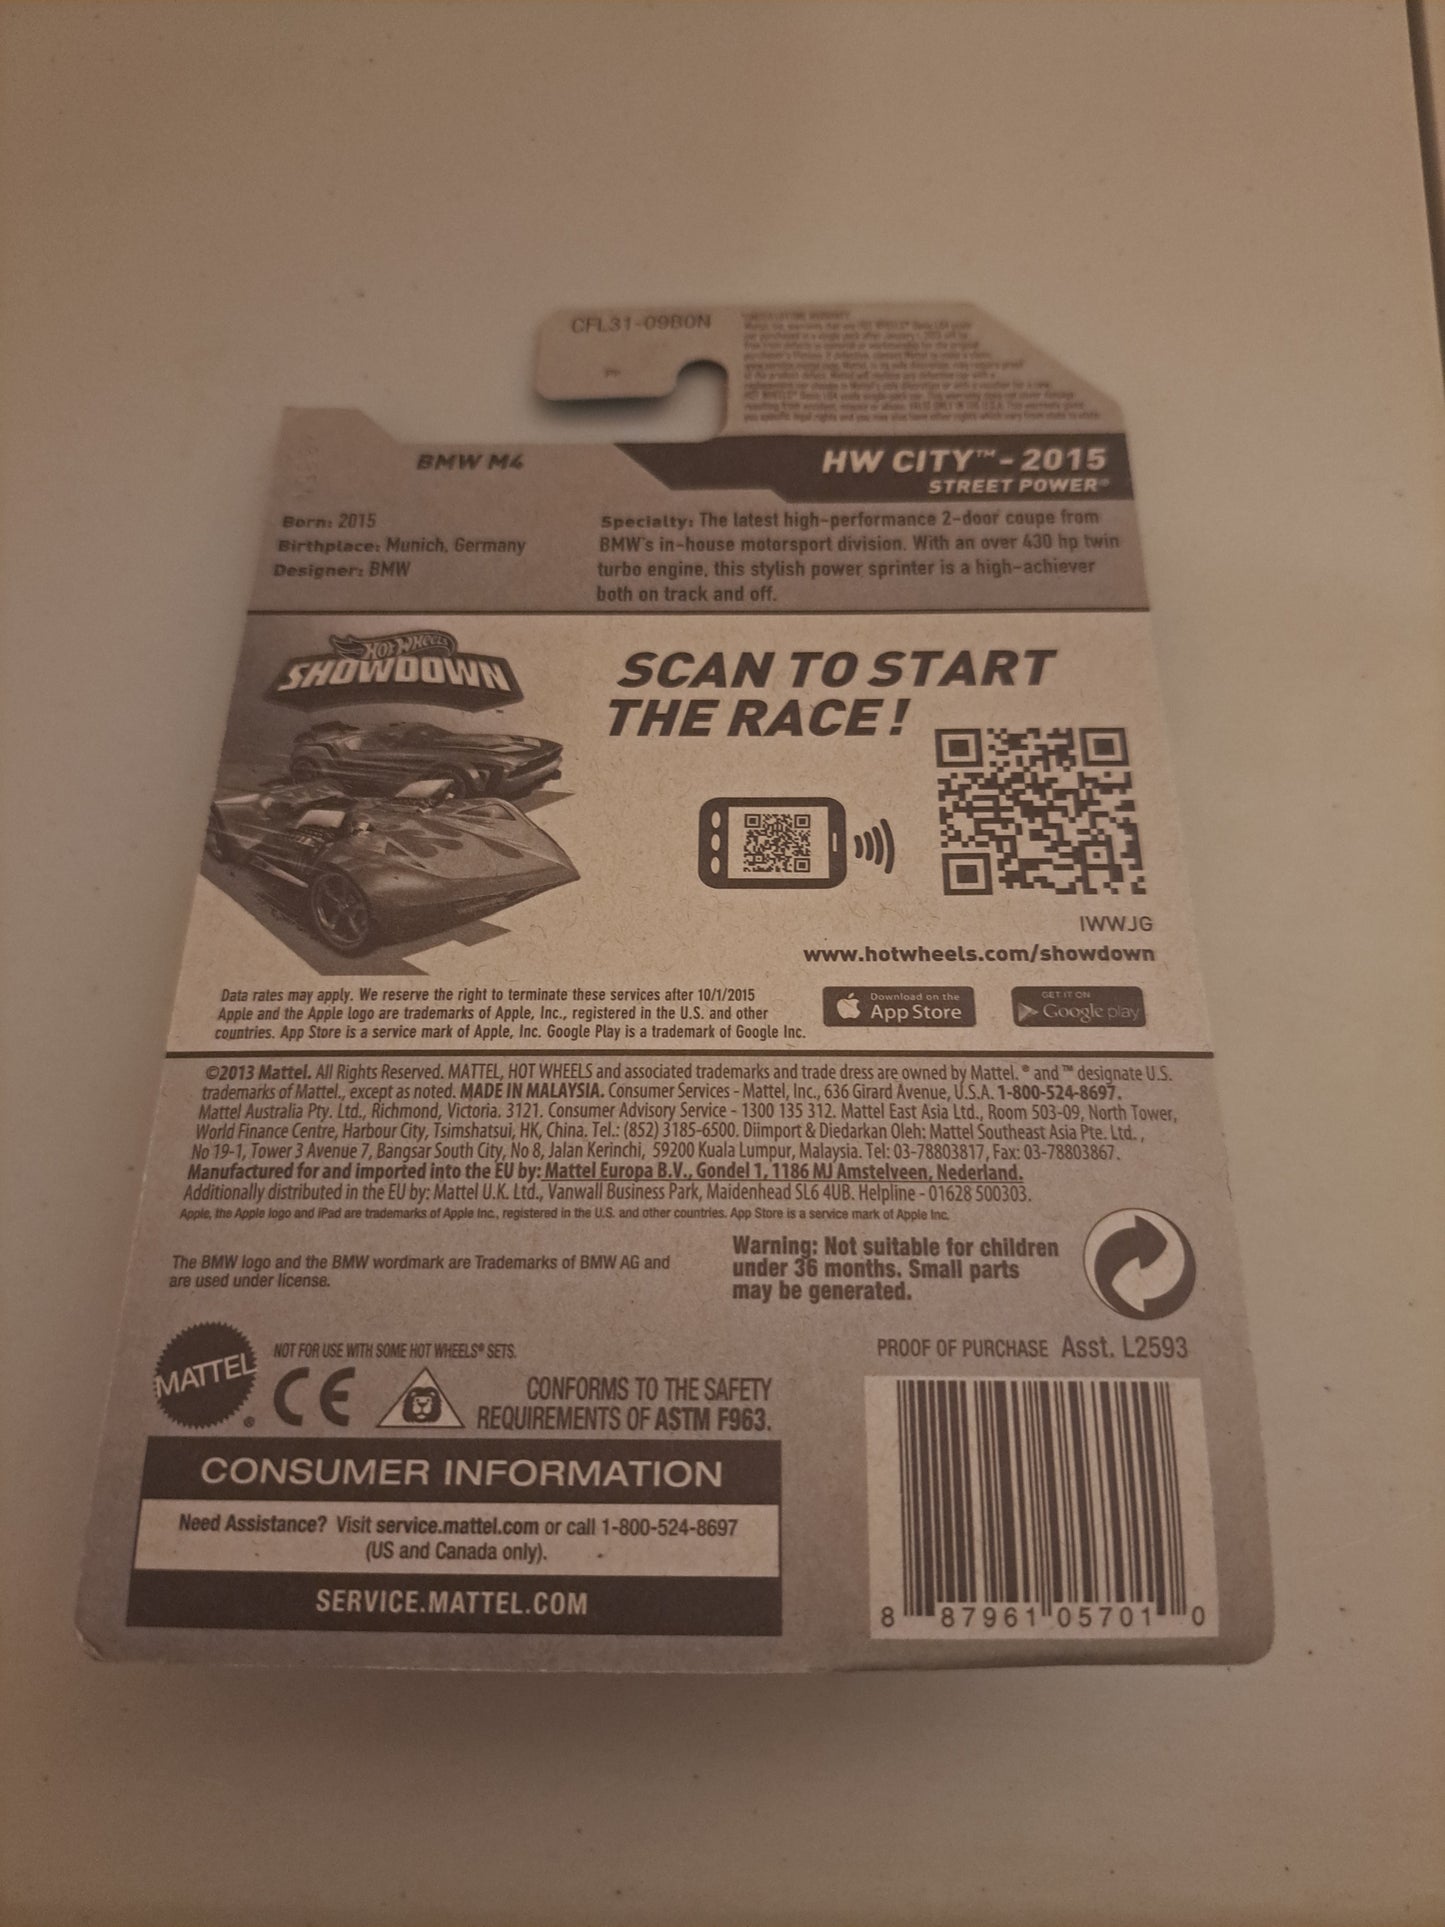 CFL31-09B0N
BMW M4
HW CITY™ - 2015
STREET POWER®
Born: 2015
Birthplace: Munich, Germany
Designer: BMW
Specialty: The latest high-performance 2-door coupe from
BMW's in-house motorsport division. With an over 430 hp twin
turbo engine, this stylish power sprinter is a high-achiever
both on track and off.
HOT WHEELS
SHOWDOWN™
SCAN TO START
THE RACE!
IWWJG
www.hotwheels.com/showdown
Data rates may apply. We reserve the right to terminate these services after 10/1/2015
Apple and the Apple logo are trademarks of Apple, Inc., registered in the U.S. and other
countries. App Store is a service mark of Apple, Inc. Google Play is a trademark of Google Inc.
Download on the
App Store
GET IT ON
Google play
©2013 Mattel. All Rights Reserved. MATTEL, HOT WHEELS and associated trademarks and trade dress are owned by Mattel. ® and ™ designate U.S.
trademarks of Mattel., except as noted. MADE IN MALAYSIA. Consumer Services - Mattel, Inc., 636 Girard Avenue, U.S.A. 1-800-524-8697.
Mattel Australia Pty. Ltd., Richmond, Victoria. 3121. Consumer Advisory Service - 1300 135 312. Mattel East Asia Ltd., Room 503-09, North Tower,
World Finance Centre, Harbour City, Tsimshatsui, HK, China. Tel.: (852) 3185-6500. Diimport & Diedarkan Oleh: Mattel Southeast Asia Pte. Ltd.,
No 19-1, Tower 3 Avenue 7, Bangsar South City, No 8, Jalan Kerinchi, 59200 Kuala Lumpur, Malaysia. Tel: 03-78803817, Fax: 03-78803867.
Manufactured for and imported into the EU by: Mattel Europa B.V., Gondel 1, 1186 MJ Amstelveen, Nederland.
Additionally distributed in the EU by: Mattel U.K. Ltd., Vanwall Business Park, Maidenhead SL6 4UB. Helpline - 01628 500303.
Apple, the Apple logo and iPad are trademarks of Apple Inc., registered in the U.S. and other countries. App Store is a service mark of Apple Inc.
The BMW logo and the BMW wordmark are Trademarks of BMW AG and
are used under license.
Warning: Not suitable for children
under 36 months. Small parts
may be generated.
MATTEL®
NOT FOR USE WITH SOME HOT WHEELS® SETS.
CE
CONFORMS TO THE SAFETY
REQUIREMENTS OF ASTM F963.
PROOF OF PURCHASE Asst. L2593
CONSUMER INFORMATION
Need Assistance? Visit service.mattel.com or call 1-800-524-8697
(US and Canada only).
SERVICE.MATTEL.COM
8 87961 05701 0